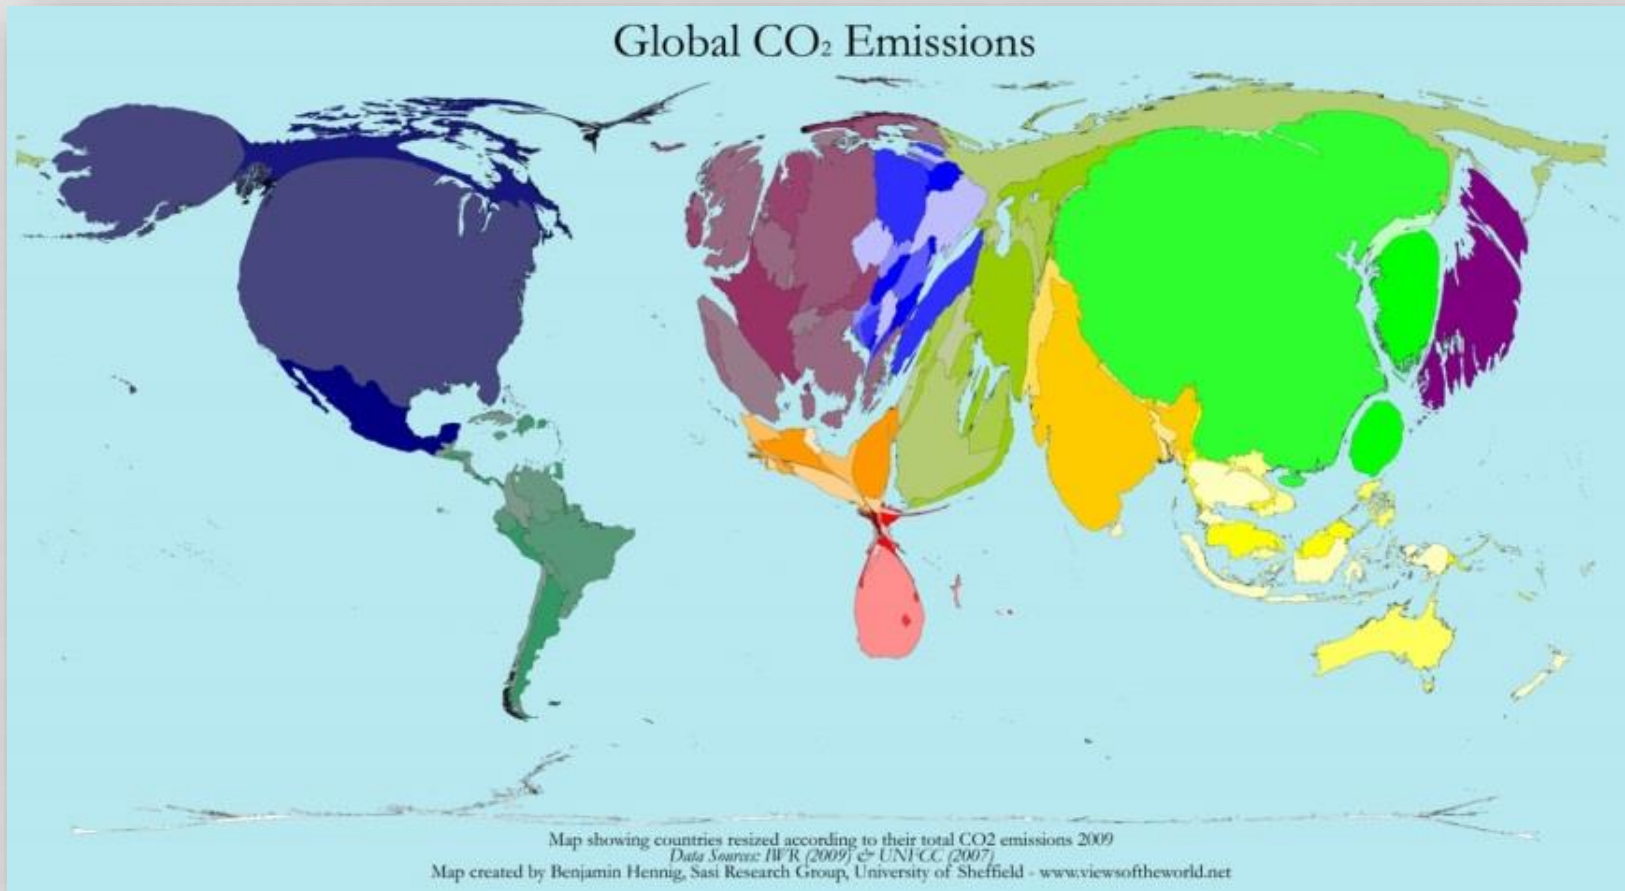 Global CO₂ Emissions
Map showing countries resized according to their total CO2 emissions 2009
Data Sources: IWR (2009) & UNFCC (2007)
Map created by Benjamin Hennig, Sasi Research Group, University of Sheffield - www.viewsoftheworld.net